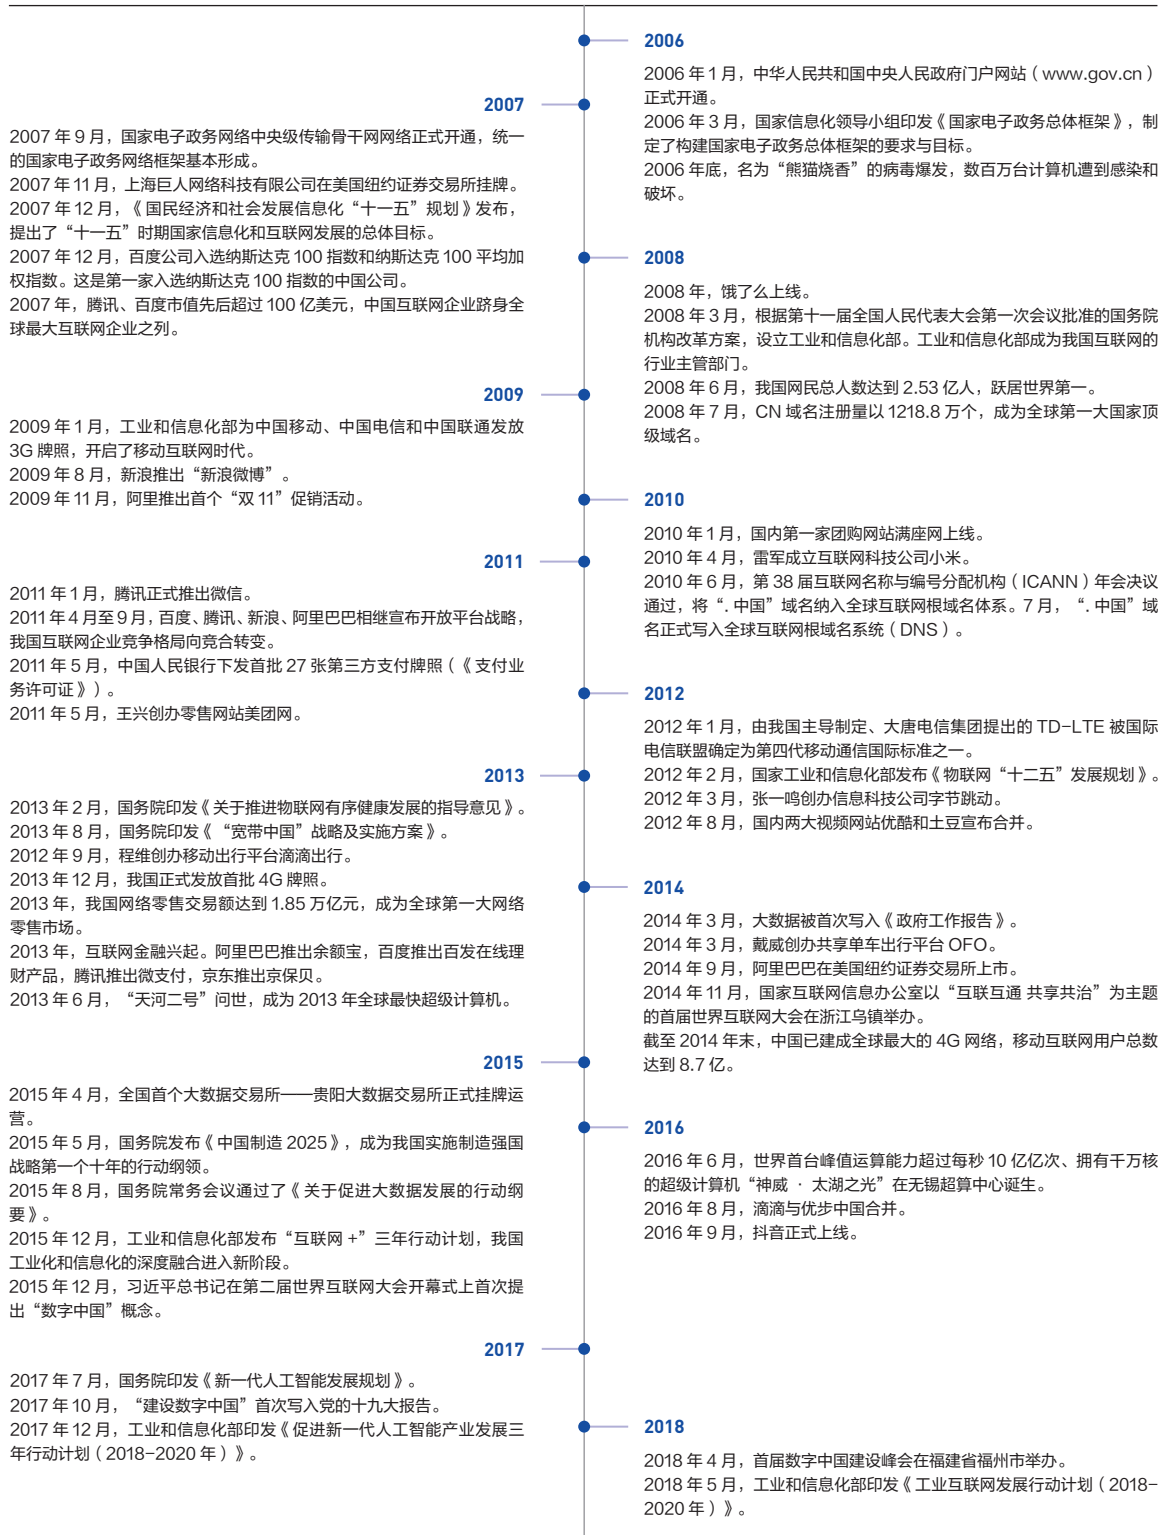 2006
2006 年 1 月，中华人民共和国中央人民政府门户网站（www.gov.cn）
正式开通。
2006 年 3 月，国家信息化领导小组印发《国家电子政务总体框架》，制
定了构建国家电子政务总体框架的要求与目标。
2006 年底，名为“熊猫烧香”的病毒爆发，数百万台计算机遭到感染和
破坏。
2007
2007 年 9 月，国家电子政务网络中央级传输骨干网网络正式开通，统一
的国家电子政务网络框架基本形成。
2007 年 11 月，上海巨人网络科技有限公司在美国纽约证券交易所挂牌。
2007 年 12 月，《国民经济和社会发展信息化“十一五”规划》发布，
提出了“十一五”时期国家信息化和互联网发展的总体目标。
2007 年 12 月，百度公司入选纳斯达克 100 指数和纳斯达克 100 平均加
权指数。这是第一家入选纳斯达克 100 指数的中国公司。
2007 年，腾讯、百度市值先后超过 100 亿美元，中国互联网企业跻身全
球最大互联网企业之列。
2008
2008 年，饿了么上线。
2008 年 3 月，根据第十一届全国人民代表大会第一次会议批准的国务院
机构改革方案，设立工业和信息化部。工业和信息化部成为我国互联网的
行业主管部门。
2008 年 6 月，我国网民总人数达到 2.53 亿人，跃居世界第一。
2008 年 7 月，CN 域名注册量以 1218.8 万个，成为全球第一大国家顶
级域名。
2009
2009 年 1 月，工业和信息化部为中国移动、中国电信和中国联通发放
3G 牌照，开启了移动互联网时代。
2009 年 8 月，新浪推出“新浪微博”。
2009 年 11 月，阿里推出首个“双 11”促销活动。
2010
2010 年 1 月，国内第一家团购网站满座网上线。
2010 年 4 月，雷军成立互联网科技公司小米。
2010 年 6 月，第 38 届互联网名称与编号分配机构（ICANN）年会决议
通过，将“. 中国”域名纳入全球互联网根域名体系。7 月，“. 中国”域
名正式写入全球互联网根域名系统（DNS）。
2011
2011 年 1 月，腾讯正式推出微信。
2011 年 4 月至 9 月，百度、腾讯、新浪、阿里巴巴相继宣布开放平台战略，
我国互联网企业竞争格局向竞合转变。
2011 年 5 月，中国人民银行下发首批 27 张第三方支付牌照（《支付业
务许可证》）。
2011 年 5 月，王兴创办零售网站美团网。
2012
2012 年 1 月，由我国主导制定、大唐电信集团提出的 TD-LTE 被国际
电信联盟确定为第四代移动通信国际标准之一。
2012 年 2 月，国家工业和信息化部发布《物联网“十二五”发展规划》。
2012 年 3 月，张一鸣创办信息科技公司字节跳动。
2012 年 8 月，国内两大视频网站优酷和土豆宣布合并。
2013
2013 年 2 月，国务院印发《关于推进物联网有序健康发展的指导意见》。
2013 年 8 月，国务院印发《“宽带中国”战略及实施方案》。
2012 年 9 月，程维创办移动出行平台滴滴出行。
2013 年 12 月，我国正式发放首批 4G 牌照。
2013 年，我国网络零售交易额达到 1.85 万亿元，成为全球第一大网络
零售市场。
2013 年，互联网金融兴起。阿里巴巴推出余额宝，百度推出百发在线理
财产品，腾讯推出微支付，京东推出京保贝。
2013 年 6 月，“天河二号”问世，成为 2013 年全球最快超级计算机。
2014
2014 年 3 月，大数据被首次写入《政府工作报告》。
2014 年 3 月，戴威创办共享单车出行平台 OFO。
2014 年 9 月，阿里巴巴在美国纽约证券交易所上市。
2014 年 11 月，国家互联网信息办公室以“互联互通 共享共治”为主题
的首届世界互联网大会在浙江乌镇举办。
截至 2014 年末，中国已建成全球最大的 4G 网络，移动互联网用户总数
达到 8.7 亿。
2015
2015 年 4 月，全国首个大数据交易所——贵阳大数据交易所正式挂牌运
营。
2015 年 5 月，国务院发布《中国制造 2025》，成为我国实施制造强国
战略第一个十年的行动纲领。
2015 年 8 月，国务院常务会议通过了《关于促进大数据发展的行动纲
要》。
2015 年 12 月，工业和信息化部发布“互联网 +”三年行动计划，我国
工业化和信息化的深度融合进入新阶段。
2015 年 12 月，习近平总书记在第二届世界互联网大会开幕式上首次提
出“数字中国”概念。
2016
2016 年 6 月，世界首台峰值运算能力超过每秒 10 亿亿次、拥有千万核
的超级计算机“神威 · 太湖之光”在无锡超算中心诞生。
2016 年 8 月，滴滴与优步中国合并。
2016 年 9 月，抖音正式上线。
2017
2017 年 7 月，国务院印发《新一代人工智能发展规划》。
2017 年 10 月，“建设数字中国”首次写入党的十九大报告。
2017 年 12 月，工业和信息化部印发《促进新一代人工智能产业发展三
年行动计划（2018-2020 年）》。
2018
2018 年 4 月，首届数字中国建设峰会在福建省福州市举办。
2018 年 5 月，工业和信息化部印发《工业互联网发展行动计划（2018-
2020 年）》。